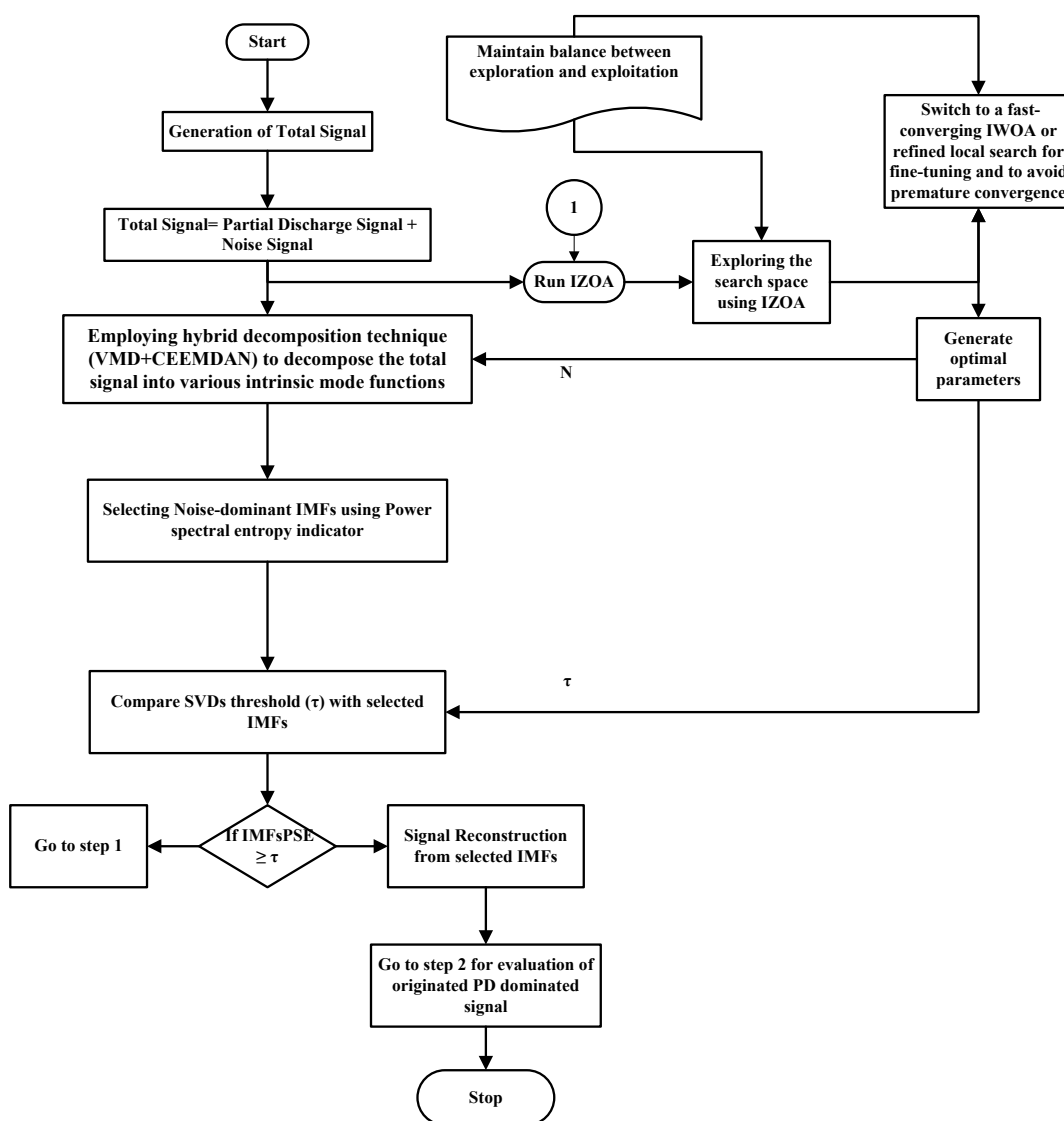 Start
Generation of Total Signal
Total Signal= Partial Discharge Signal +
Noise Signal
Maintain balance between
exploration and exploitation
Switch to a fast-
converging IWOA or
refined local search for
fine-tuning and to avoid
premature convergence
1
Run IZOA
Exploring the
search space
using IZOA
Generate
optimal
parameters
Employing hybrid decomposition technique
(VMD+CEEMDAN) to decompose the total
signal into various intrinsic mode functions
N
Selecting Noise-dominant IMFs using Power
spectral entropy indicator
τ
Compare SVDs threshold (τ) with selected
IMFs
Go to step 1
If IMFsPSE
≥ τ
Signal Reconstruction
from selected IMFs
Go to step 2 for evaluation of
originated PD dominated
signal
Stop